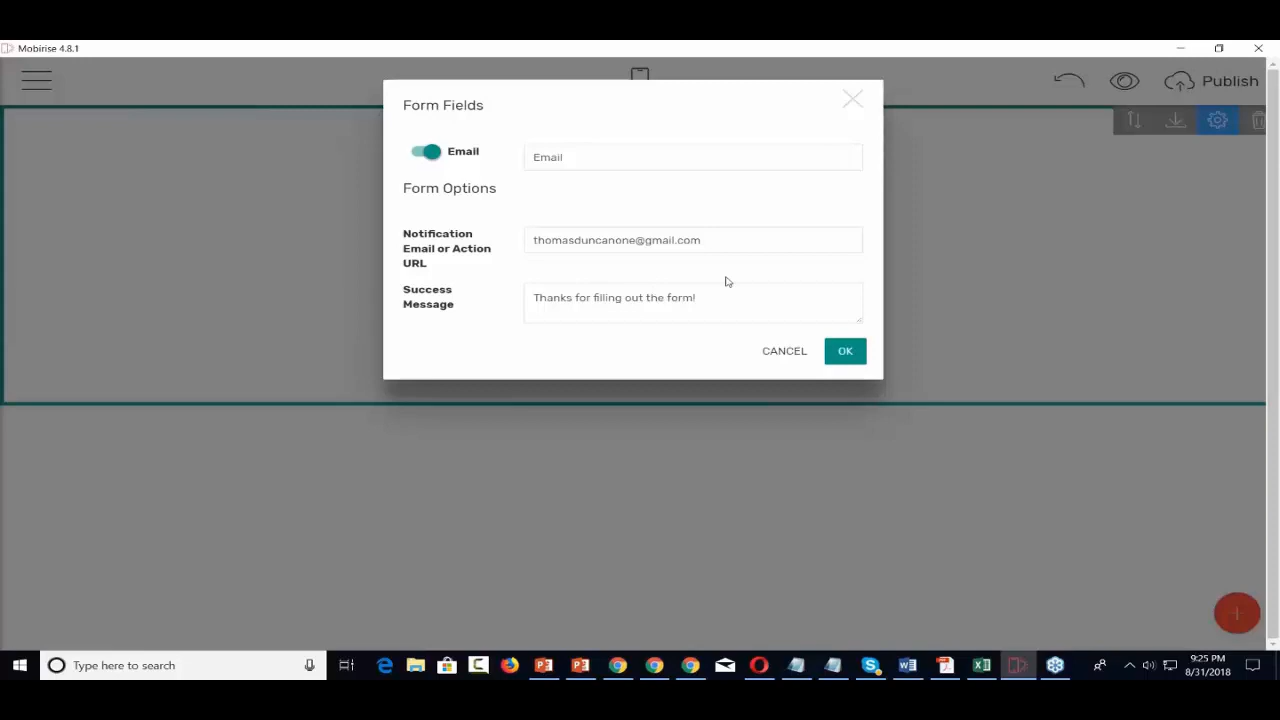 Mobirise 4.8.1
Publish
Form Fields
Email
Email
Form Options
Notification
Email or Action
URL
thomasduncanone@gmail.com
Success
Message
Thanks for filling out the form!
CANCEL
OK
Type here to search
9:25 PM
8/31/2018